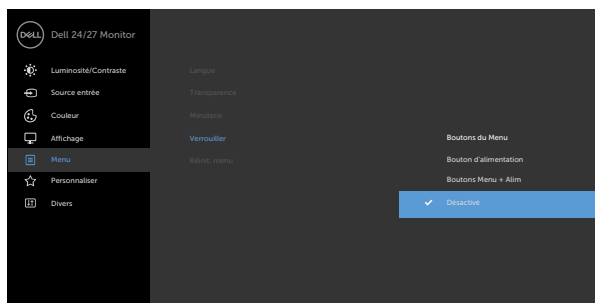 DELL Dell 24/27 Monitor
Luminosité/Contraste
Source entrée
Couleur
Affichage
Menu
Personnaliser
Divers
Langue
Transparence
Minuterie
Verrouiller
Réinit. menu
Boutons du Menu
Bouton d'alimentation
Boutons Menu + Alim
Désactivé